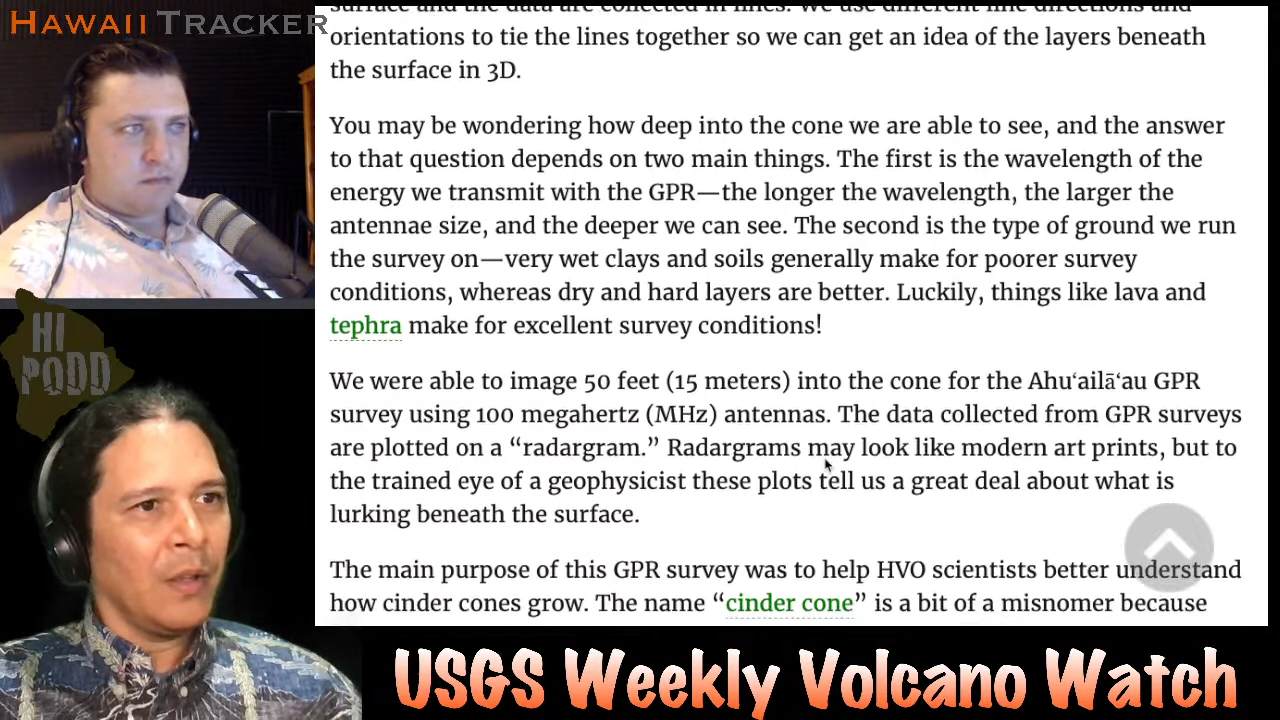 HAWAII TRACKER
orientations to tie the lines together so we can get an idea of the layers beneath
the surface in 3D.
You may be wondering how deep into the cone we are able to see, and the answer
to that question depends on two main things. The first is the wavelength of the
energy we transmit with the GPR—the longer the wavelength, the larger the
antennae size, and the deeper we can see. The second is the type of ground we run
the survey on—very wet clays and soils generally make for poorer survey
conditions, whereas dry and hard layers are better. Luckily, things like lava and
tephra make for excellent survey conditions!
We were able to image 50 feet (15 meters) into the cone for the Ahuʻailāʻau GPR
survey using 100 megahertz (MHz) antennas. The data collected from GPR surveys
are plotted on a “radargram.” Radargrams may look like modern art prints, but to
the trained eye of a geophysicist these plots tell us a great deal about what is
lurking beneath the surface.
The main purpose of this GPR survey was to help HVO scientists better understand
how cinder cones grow. The name “cinder cone” is a bit of a misnomer because
HI
PODD
USGS Weekly Volcano Watch